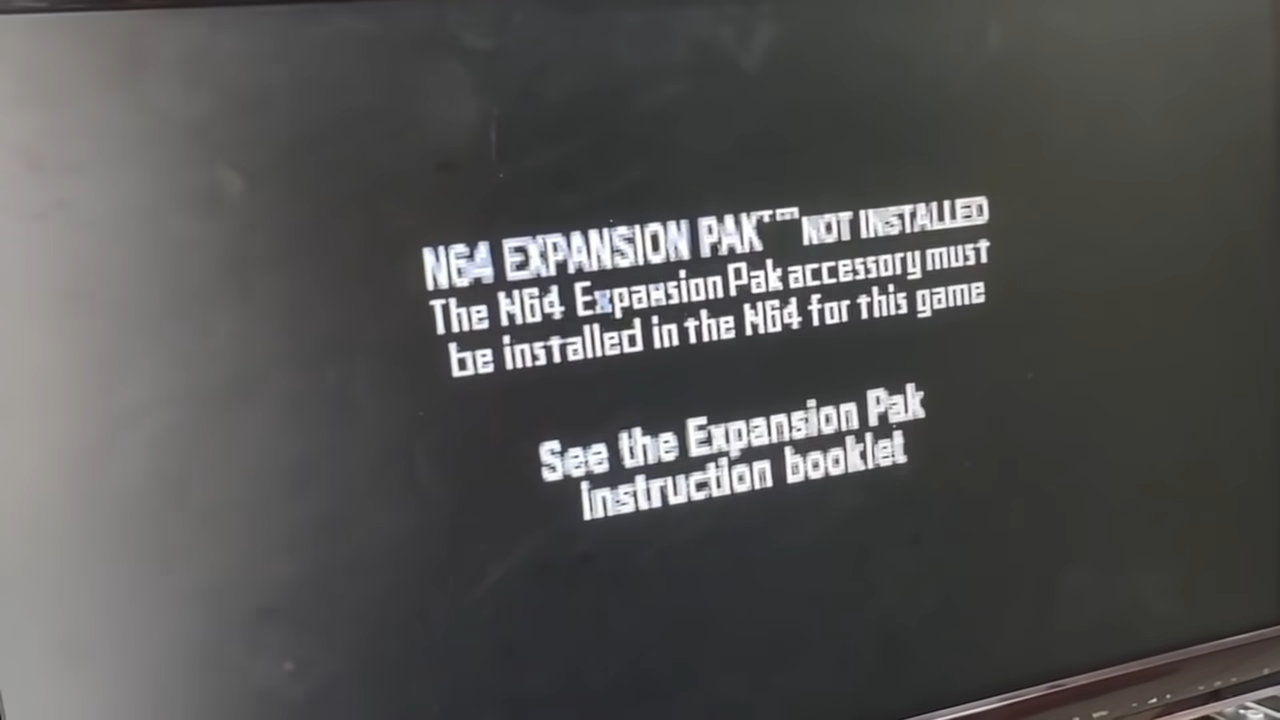 N64 EXPANSION PAK™ NOT INSTALLED
The N64 Expansion Pak accessory must
be installed in the N64 for this game
See the Expansion Pak
instruction booklet